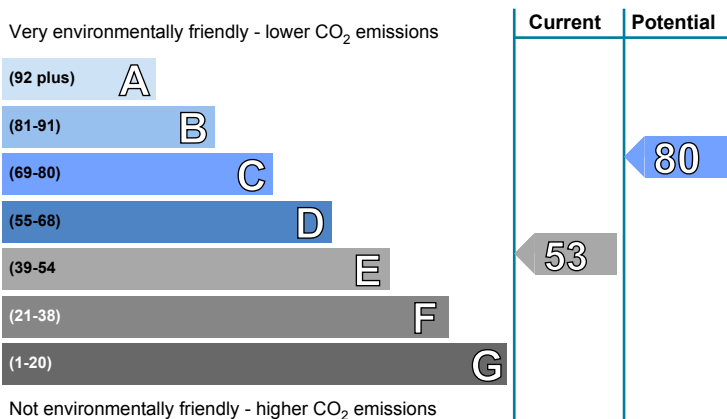 Current Potential
Very environmentally friendly - lower CO2 emissions
(92 plus) A
(81-91) B
80
(69-80) C
(55-68) D
53
(39-54 E
(21-38) F
(1-20) G
Not environmentally friendly - higher CO2 emissions